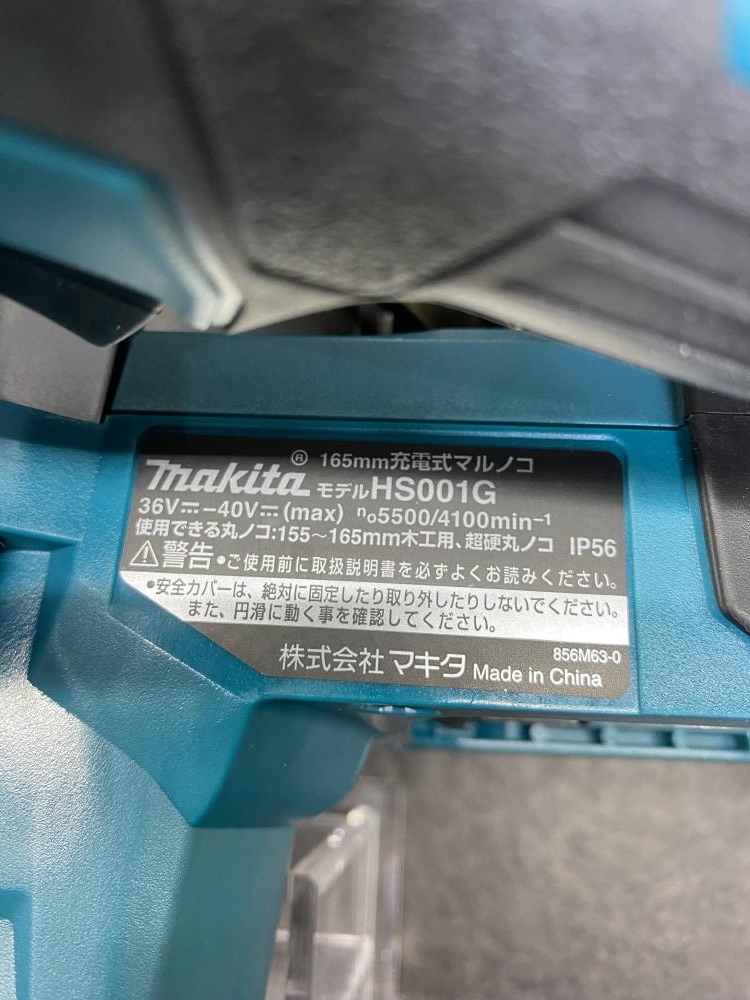 makita® 165mm充電式マルノコ
モデルHS001G
36V⎓-40V⎓(max) n₀5500/4100min⁻¹
使用できる丸ノコ:155~165mm木工用、超硬丸ノコ IP56
⚠警告●ご使用前に取扱説明書を必ずよくお読みください。
●安全カバーは、絶対に固定したり取り外したりしないでください。
また、円滑に動く事を確認してください。
856M63-0
株式会社マキタ Made in China